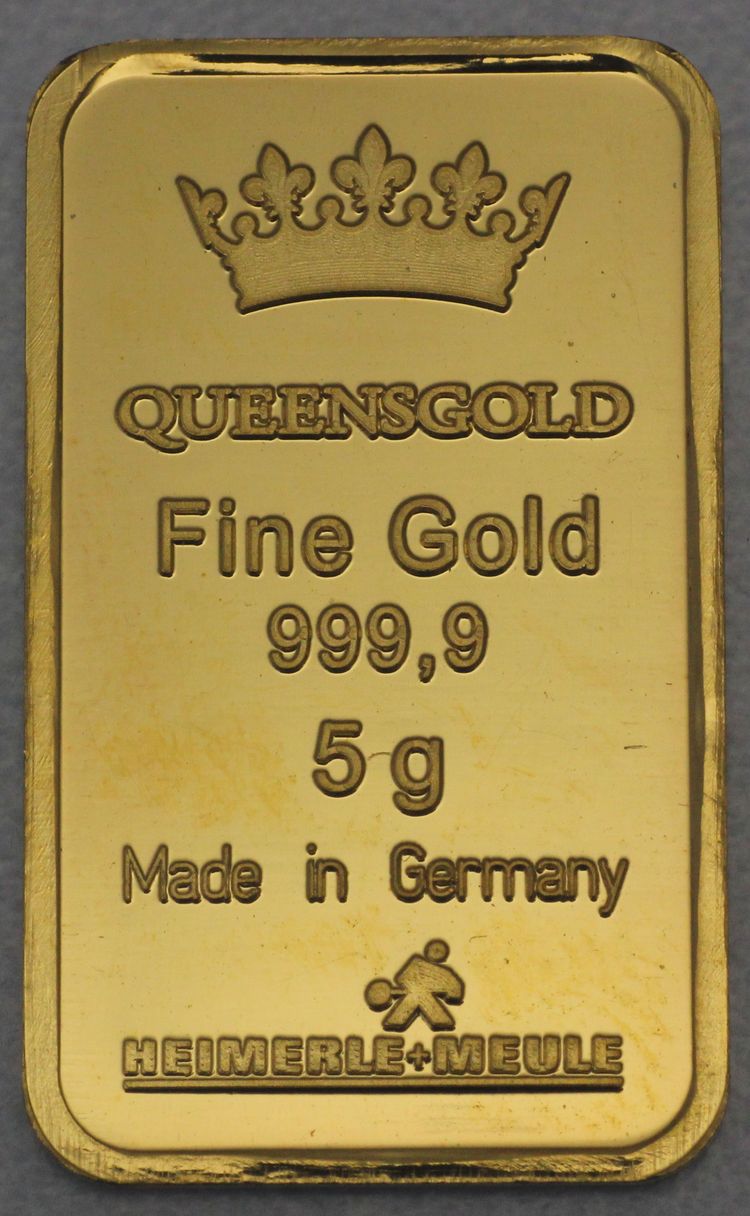 QUEENSGOLD
Fine Gold
999,9
5 g
Made in Germany
HEIMERLE+MEULE